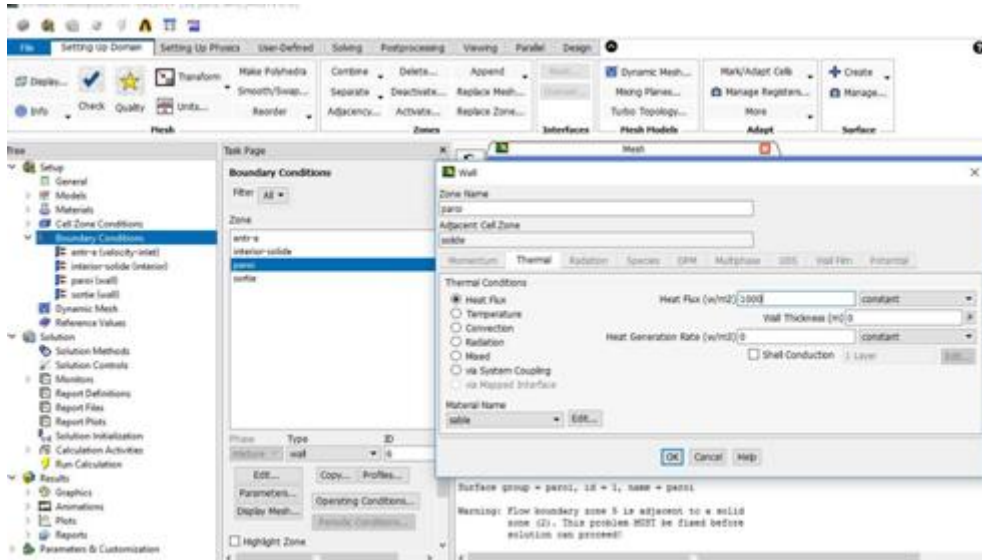 File Setting Up Domain Setting Up Physics User-Defined Solving Postprocessing Viewing Parallel Design
Display... Info Check Quality Transform Units... Make Polyhedra Smooth/Swap... Reorder
Mesh
Combine Delete... Append
Separate Deactivate... Replace Mesh...
Adjacency... Activate... Replace Zone...
Zones
Interfaces
Dynamic Mesh...
Mixing Planes...
Turbo Topology...
Mesh Models
Mark/Adapt Cells
Manage Registers...
More
Adapt
Create
Manage...
Surface
Tree
Setup
General
Models
Materials
Cell Zone Conditions
Boundary Conditions
entr-e (velocity-inlet)
interior-solide (interior)
paroi (wall)
sortie (wall)
Dynamic Mesh
Reference Values
Solution
Solution Methods
Solution Controls
Monitors
Report Definitions
Report Files
Report Plots
Solution Initialization
Calculation Activities
Run Calculation
Results
Graphics
Animations
Plots
Reports
Parameters & Customization
Task Page
Boundary Conditions
Filter All
Zone
entr-e
interior-solide
paroi
sortie
Phase Type ID
mixture wall 6
Edit... Copy... Profiles...
Parameters... Operating Conditions...
Display Mesh... Periodic Conditions...
Highlight Zone
Mesh
Wall
Zone Name
paroi
Adjacent Cell Zone
solide
Momentum Thermal Radiation Species DPM Multiphase UDS Wall Film Potential
Thermal Conditions
Heat Flux
Temperature
Convection
Radiation
Mixed
via System Coupling
via Mapped Interface
Heat Flux (w/m2) -1000 constant
Wall Thickness (m) 0
Heat Generation Rate (w/m3) 0 constant
Shell Conduction 1 Layer Edit...
Material Name
sable Edit...
OK Cancel Help
Surface group = paroi, id = 1, name = paroi
Warning: Flow boundary zone 5 is adjacent to a solid
zone (2). This problem MUST be fixed before
solution can proceed!